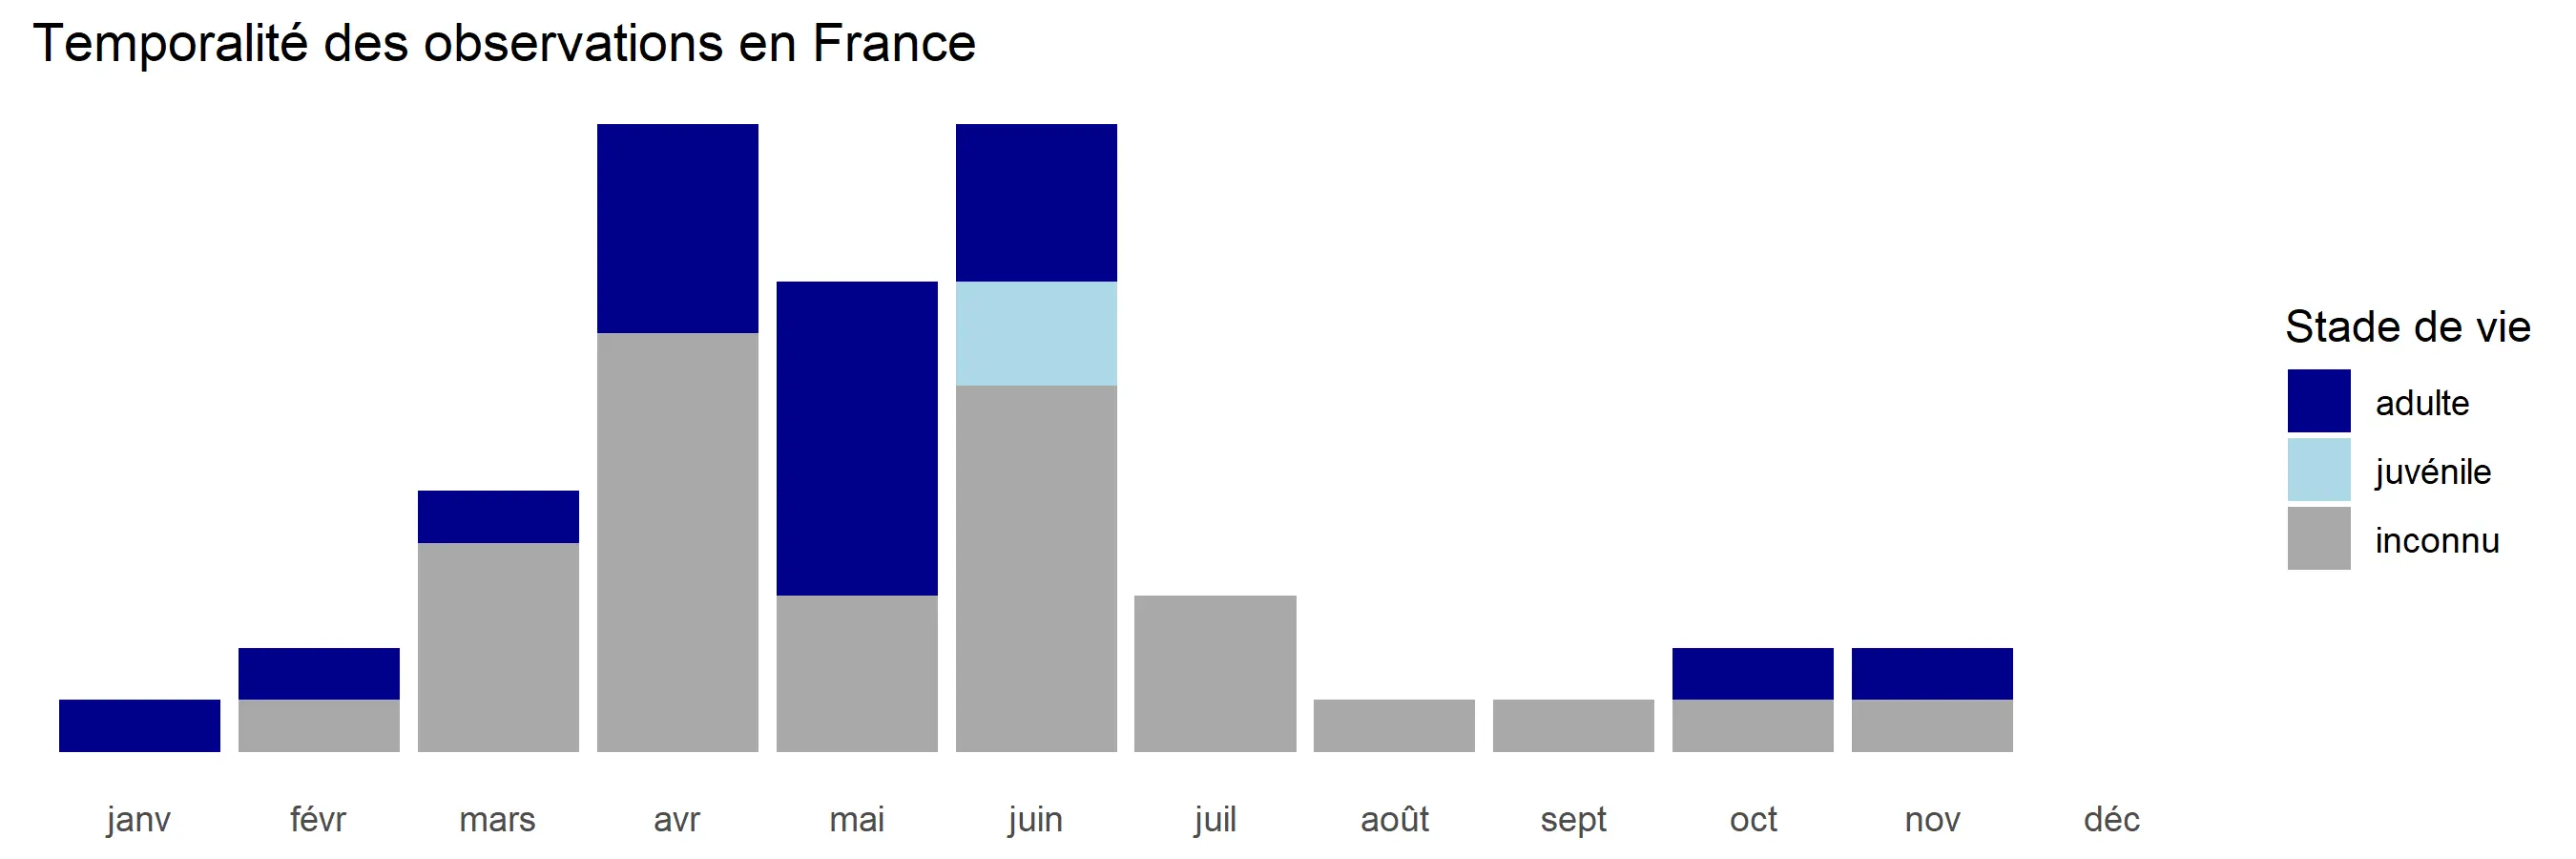 Temporalité des observations en France
Stade de vie
adulte
juvénile
inconnu
janv févr mars avr mai juin juil août sept oct nov déc